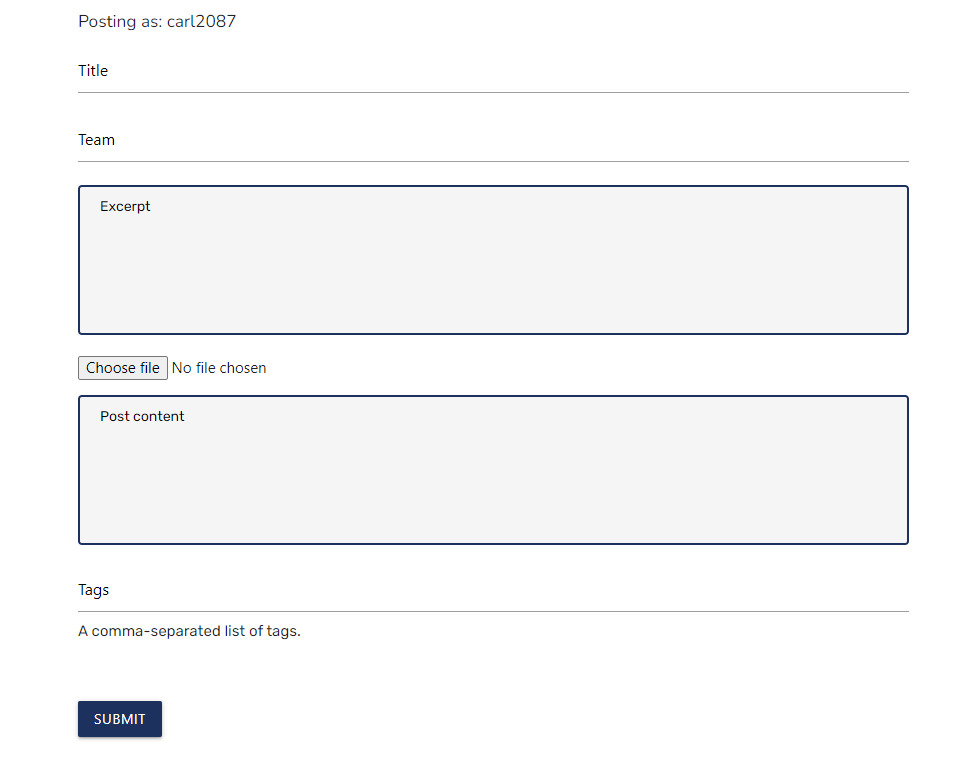 Posting as: carl2087
Title
Team
Excerpt
Choose file No file chosen
Post content
Tags
A comma-separated list of tags.
SUBMIT